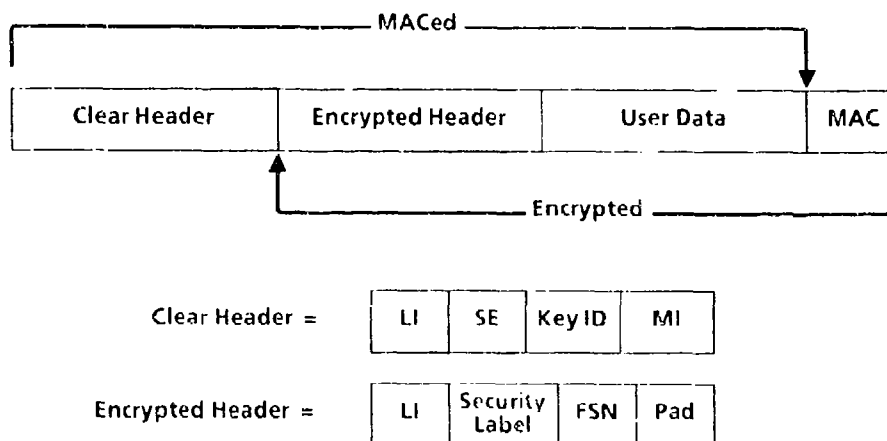 MACed
Clear Header Encrypted Header User Data MAC
Encrypted
Clear Header = LI SE Key ID MI
Encrypted Header = LI Security Label FSN Pad